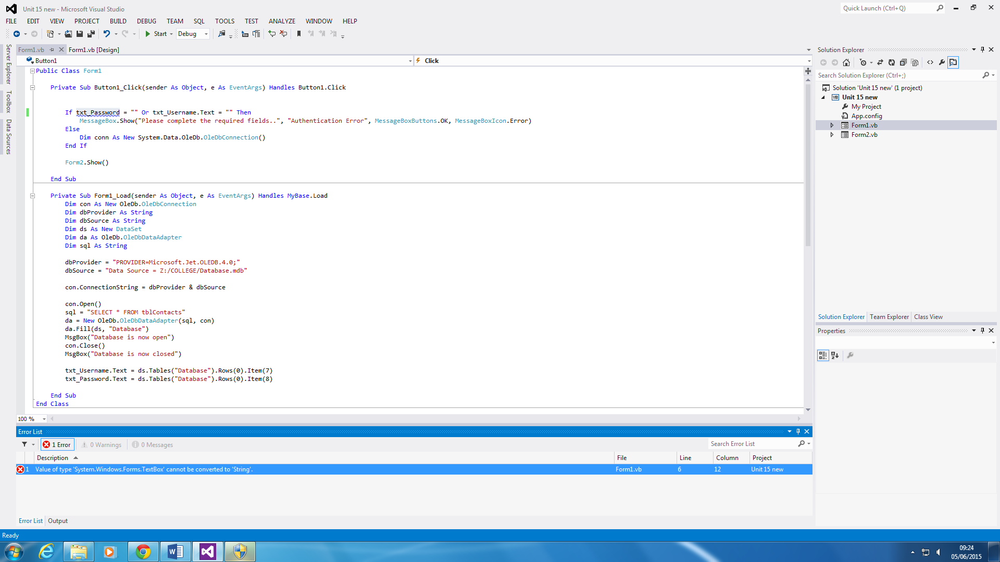 Unit 15 new - Microsoft Visual Studio
Quick Launch (Ctrl+Q)
FILE EDIT VIEW PROJECT BUILD DEBUG TEAM SQL TOOLS TEST ANALYZE WINDOW HELP
Start Debug
Server Explorer
Toolbox
Data Sources
Form1.vb Form1.vb [Design]
Button1 Click
Public Class Form1
Private Sub Button1_Click(sender As Object, e As EventArgs) Handles Button1.Click
If txt_Password = "" Or txt_Username.Text = "" Then
MessageBox.Show("Please complete the required fields..", "Authentication Error", MessageBoxButtons.OK, MessageBoxIcon.Error)
Else
Dim conn As New System.Data.OleDb.OleDbConnection()
End If
Form2.Show()
End Sub
Private Sub Form1_Load(sender As Object, e As EventArgs) Handles MyBase.Load
Dim con As New OleDb.OleDbConnection
Dim dbProvider As String
Dim dbSource As String
Dim ds As New DataSet
Dim da As OleDb.OleDbDataAdapter
Dim sql As String
dbProvider = "PROVIDER=Microsoft.Jet.OLEDB.4.0;"
dbSource = "Data Source = Z:/COLLEGE/Database.mdb"
con.ConnectionString = dbProvider & dbSource
con.Open()
sql = "SELECT * FROM tblContacts"
da = New OleDb.OleDbDataAdapter(sql, con)
da.Fill(ds, "Database")
MsgBox("Database is now open")
con.Close()
MsgBox("Database is now closed")
txt_Username.Text = ds.Tables("Database").Rows(0).Item(7)
txt_Password.Text = ds.Tables("Database").Rows(0).Item(8)
End Sub
End Class
100 %
Solution Explorer
Search Solution Explorer (Ctrl+;)
Solution 'Unit 15 new' (1 project)
VB Unit 15 new
My Project
App.config
Form1.vb
Form2.vb
Solution Explorer Team Explorer Class View
Properties
Error List
1 Error 0 Warnings 0 Messages
Search Error List
Description File Line Column Project
1 Value of type 'System.Windows.Forms.TextBox' cannot be converted to 'String'. Form1.vb 6 12 Unit 15 new
Error List Output
Ready
09:24
05/06/2015